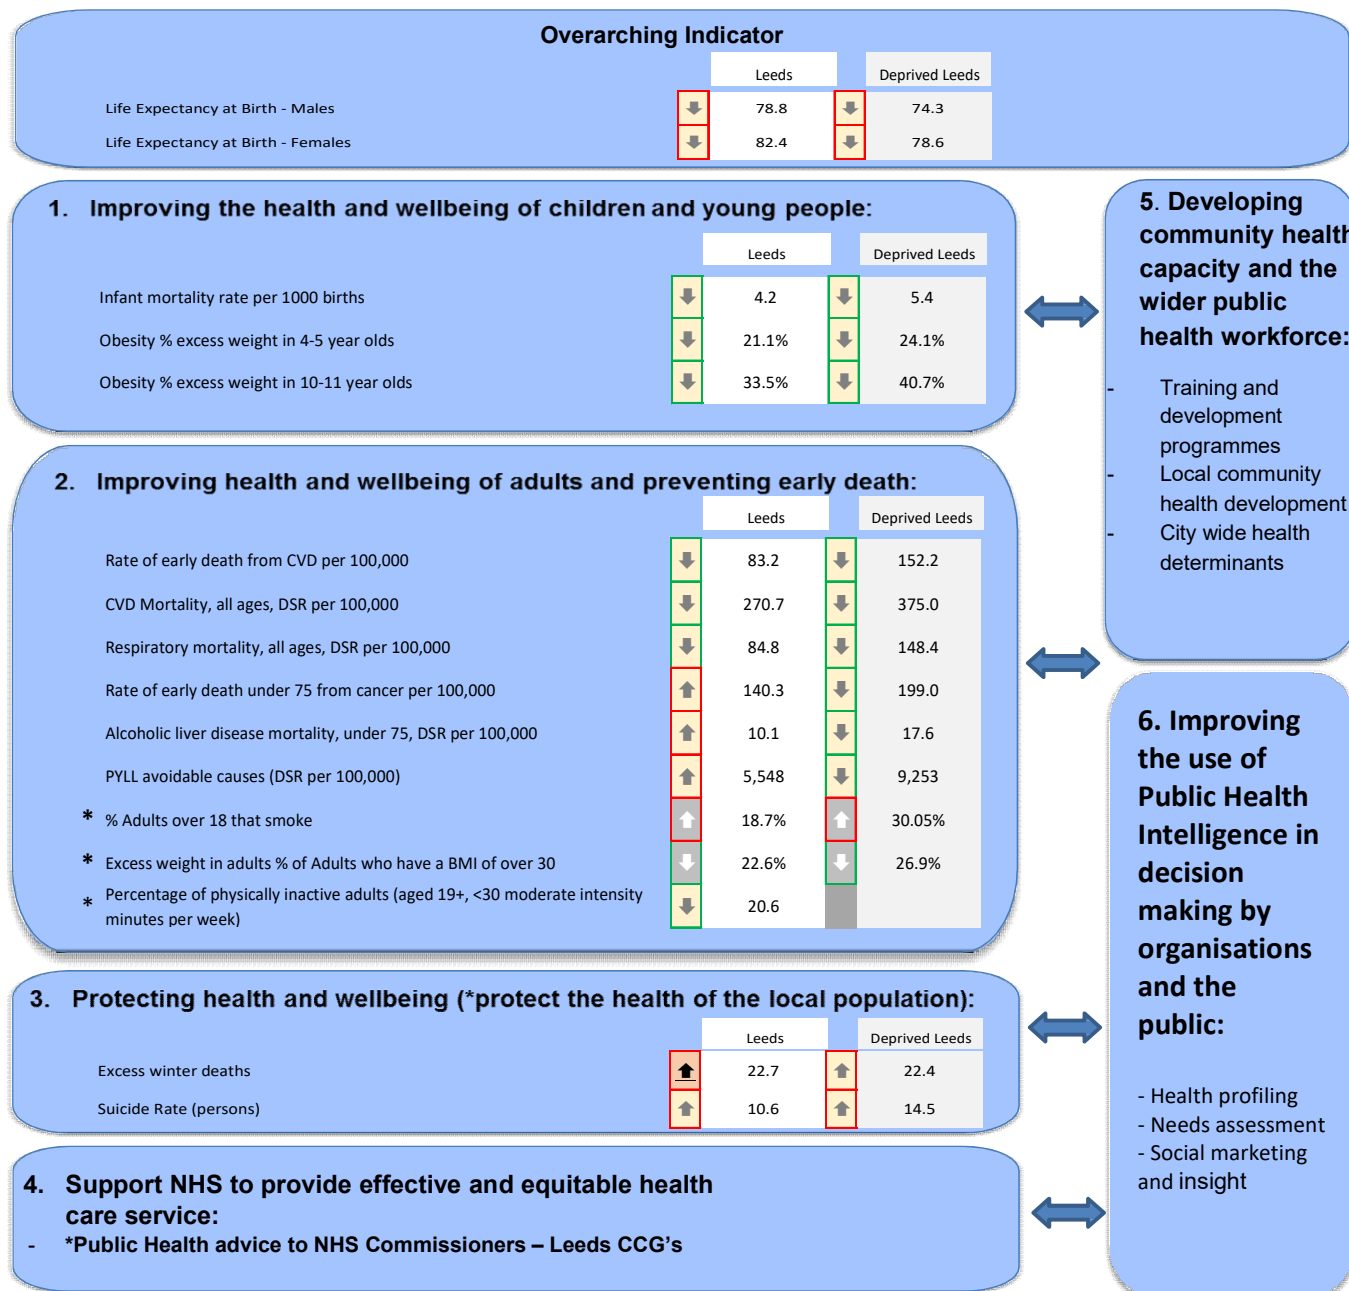 Overarching Indicator
Leeds Deprived Leeds
Life Expectancy at Birth - Males 78.8 74.3
Life Expectancy at Birth - Females 82.4 78.6
1. Improving the health and wellbeing of children and young people:
Leeds Deprived Leeds
Infant mortality rate per 1000 births 4.2 5.4
Obesity % excess weight in 4-5 year olds 21.1% 24.1%
Obesity % excess weight in 10-11 year olds 33.5% 40.7%
2. Improving health and wellbeing of adults and preventing early death:
Leeds Deprived Leeds
Rate of early death from CVD per 100,000 83.2 152.2
CVD Mortality, all ages, DSR per 100,000 270.7 375.0
Respiratory mortality, all ages, DSR per 100,000 84.8 148.4
Rate of early death under 75 from cancer per 100,000 140.3 199.0
Alcoholic liver disease mortality, under 75, DSR per 100,000 10.1 17.6
PYLL avoidable causes (DSR per 100,000) 5,548 9,253
* % Adults over 18 that smoke 18.7% 30.05%
* Excess weight in adults % of Adults who have a BMI of over 30 22.6% 26.9%
* Percentage of physically inactive adults (aged 19+, <30 moderate intensity
minutes per week) 20.6
3. Protecting health and wellbeing (*protect the health of the local population):
Leeds Deprived Leeds
Excess winter deaths 22.7 22.4
Suicide Rate (persons) 10.6 14.5
4. Support NHS to provide effective and equitable health
care service:
- *Public Health advice to NHS Commissioners – Leeds CCG's
5. Developing
community health
capacity and the
wider public
health workforce:
- Training and
development
programmes
- Local community
health development
- City wide health
determinants
6. Improving
the use of
Public Health
Intelligence in
decision
making by
organisations
and the
public:
- Health profiling
- Needs assessment
- Social marketing
and insight